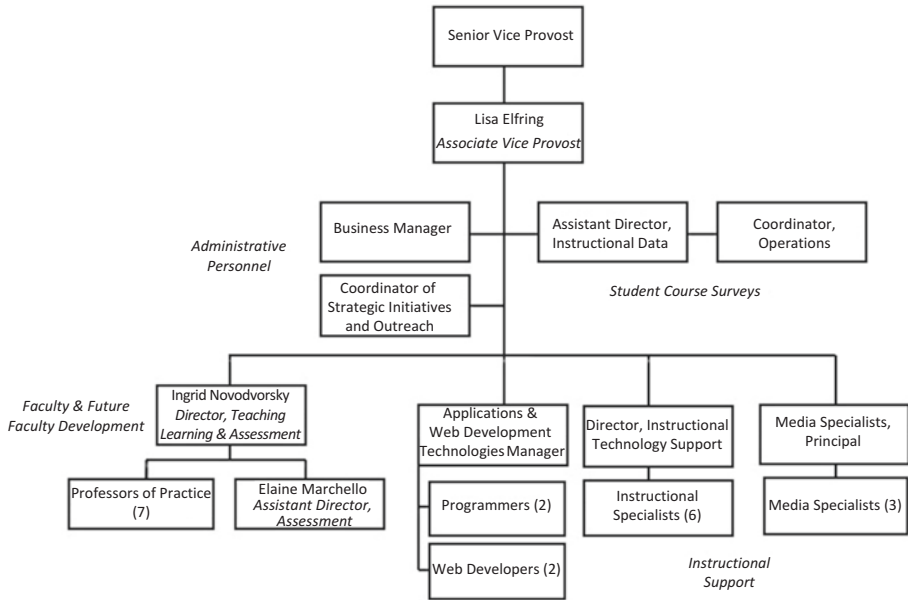 Senior Vice Provost
Lisa Elfring
Associate Vice Provost
Business Manager
Assistant Director,
Instructional Data
Coordinator,
Operations
Administrative
Personnel
Coordinator of
Strategic Initiatives
and Outreach
Student Course Surveys
Faculty & Future
Faculty Development
Ingrid Novodvorsky
Director, Teaching
Learning & Assessment
Applications &
Web Development
Technologies Manager
Director, Instructional
Technology Support
Media Specialists,
Principal
Professors of Practice
(7)
Elaine Marchello
Assistant Director,
Assessment
Programmers (2)
Instructional
Specialists (6)
Media Specialists (3)
Web Developers (2)
Instructional
Support